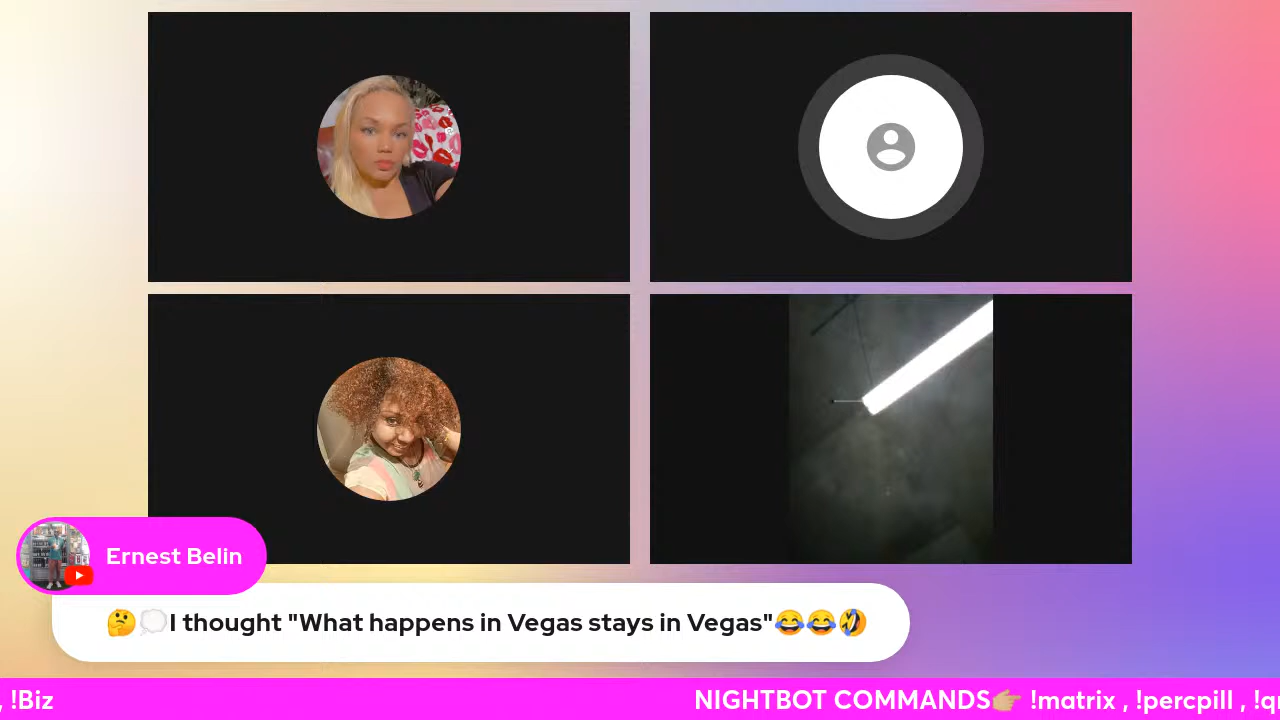 Ernest Belin
🤔💭I thought "What happens in Vegas stays in Vegas"😂😂🤣
, !Biz NIGHTBOT COMMANDS👉🏼 !matrix , !percpill , !q